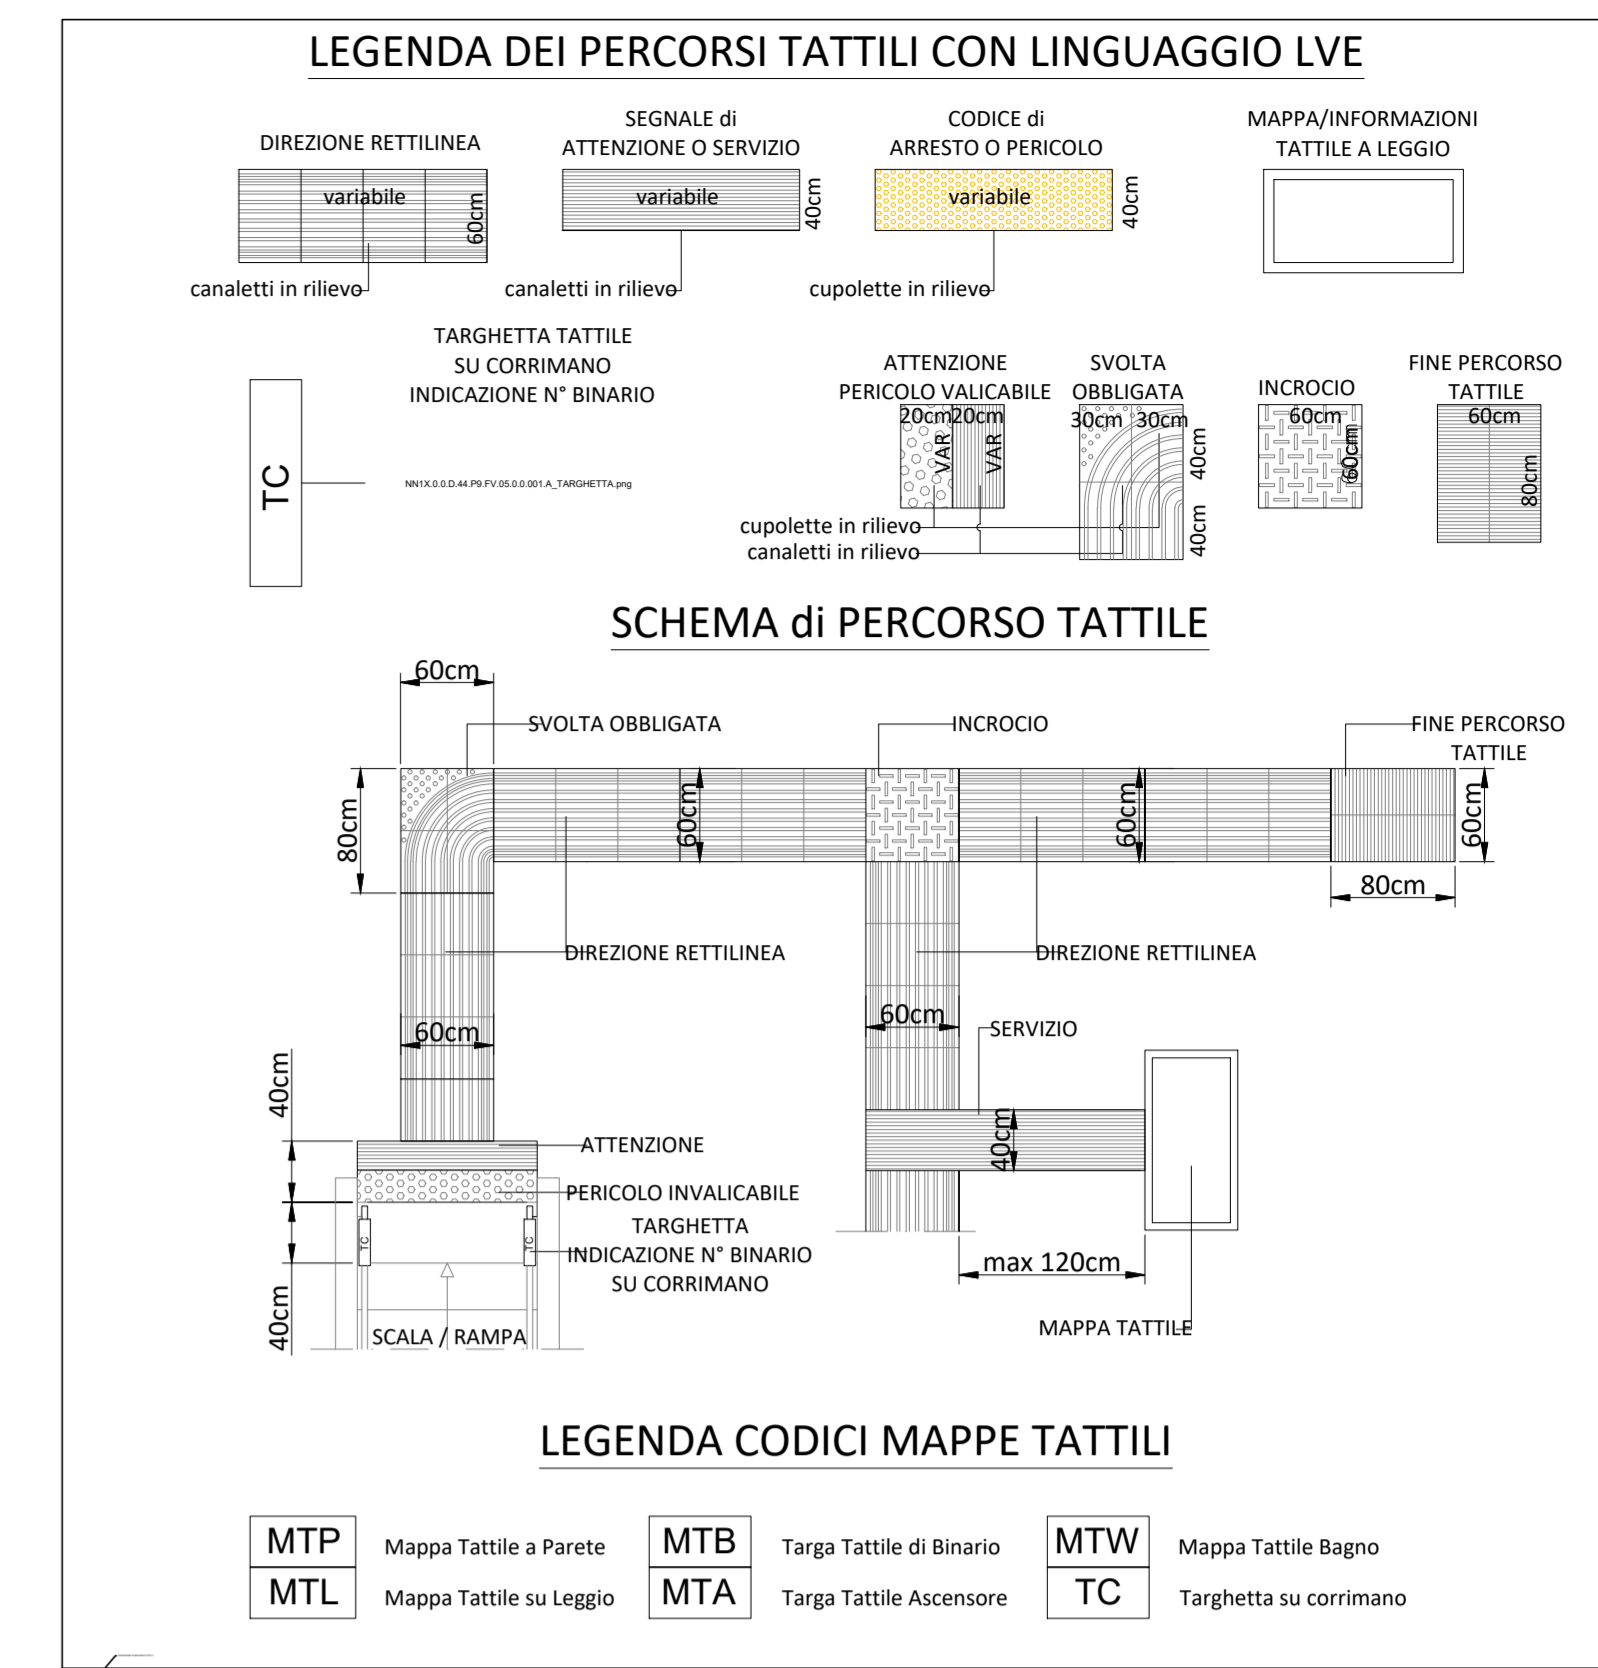 LEGENDA DEI PERCORSI TATTILI CON LINGUAGGIO LVE
DIREZIONE RETTILINEA
variabile
60cm
canaletti in rilievo
SEGNALE di
ATTENZIONE O SERVIZIO
variabile
40cm
canaletti in rilievo
CODICE di
ARRESTO O PERICOLO
variabile
40cm
cupolette in rilievo
MAPPA/INFORMAZIONI
TATTILE A LEGGIO
TC
TARGHETTA TATTILE
SU CORRIMANO
INDICAZIONE N° BINARIO
NN1X.0.0.D.44.P9.FV.05.0.0.001.A_TARGHETTA.png
ATTENZIONE
PERICOLO VALICABILE
20cm 20cm
VAR VAR
SVOLTA
OBBLIGATA
30cm 30cm
40cm
40cm
cupolette in rilievo
canaletti in rilievo
INCROCIO
60cm
60cm
FINE PERCORSO
TATTILE
60cm
80cm
SCHEMA di PERCORSO TATTILE
60cm
SVOLTA OBBLIGATA
INCROCIO
FINE PERCORSO
TATTILE
80cm
60cm
60cm
60cm
80cm
DIREZIONE RETTILINEA
DIREZIONE RETTILINEA
60cm
60cm
SERVIZIO
40cm
40cm
ATTENZIONE
PERICOLO INVALICABILE
TARGHETTA
INDICAZIONE N° BINARIO
SU CORRIMANO
TC
TC
max 120cm
40cm
SCALA / RAMPA
MAPPA TATTILE
LEGENDA CODICI MAPPE TATTILI
MTP Mappa Tattile a Parete
MTB Targa Tattile di Binario
MTW Mappa Tattile Bagno
MTL Mappa Tattile su Leggio
MTA Targa Tattile Ascensore
TC Targhetta su corrimano